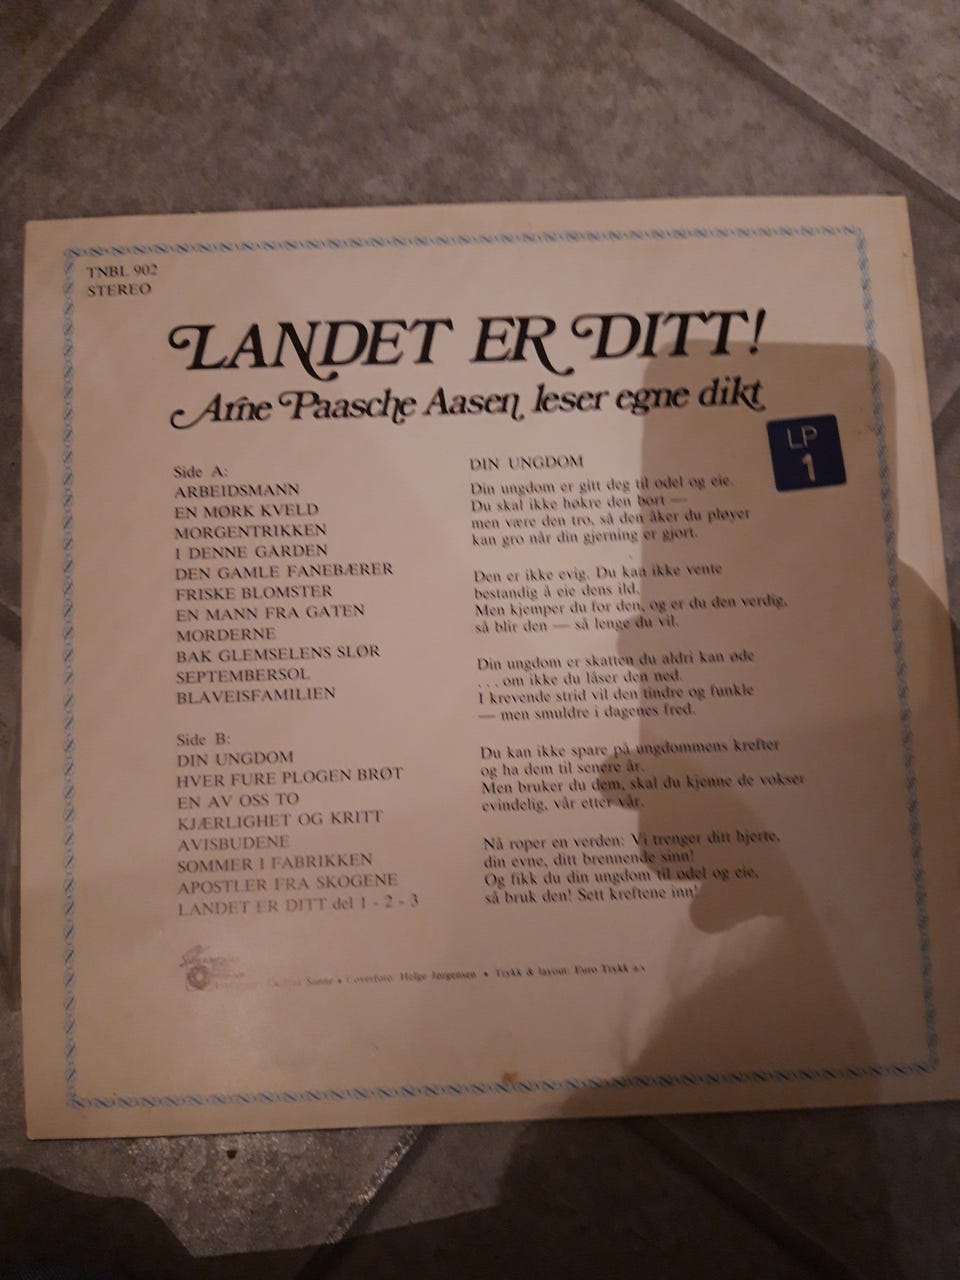 TNBL 902
STEREO
LANDET ER DITT!
Arne Paasche Aasen leser egne dikt
LP
1
Side A:
ARBEIDSMANN
EN MØRK KVELD
MORGENTRIKKEN
I DENNE GÅRDEN
DEN GAMLE FANEBÆRER
FRISKE BLOMSTER
EN MANN FRA GATEN
MORDERNE
BAK GLEMSELENS SLØR
SEPTEMBERSOL
BLÅVEISFAMILIEN
Side B:
DIN UNGDOM
HVER FURE PLOGEN BRØT
EN AV OSS TO
KJÆRLIGHET OG KRITT
AVISBUDENE
SOMMER I FABRIKKEN
APOSTLER FRA SKOGENE
LANDET ER DITT del 1 - 2 - 3
DIN UNGDOM
Din ungdom er gitt deg til odel og eie.
Du skal ikke høkre den bort —
men være den tro, så den åker du pløyer
kan gro når din gjerning er gjort.
Den er ikke evig. Du kan ikke vente
bestandig å eie dens ild.
Men kjemper du for den, og er du den verdig,
så blir den — så lenge du vil.
Din ungdom er skatten du aldri kan øde
. . . om ikke du låser den ned.
I krevende strid vil den tindre og funkle
— men smuldre i dagenes fred.
Du kan ikke spare på ungdommens krefter
og ha dem til senere år.
Men bruker du dem, skal du kjenne de vokser
evindelig, vår etter vår.
Nå roper en verden: Vi trenger ditt hjerte,
din evne, ditt brennende sinn!
Og fikk du din ungdom til odel og eie,
så bruk den! Sett kreftene inn!
Sanne • Coverfoto: Helge Jørgensen • Trykk & layout: Euro Trykk a.s